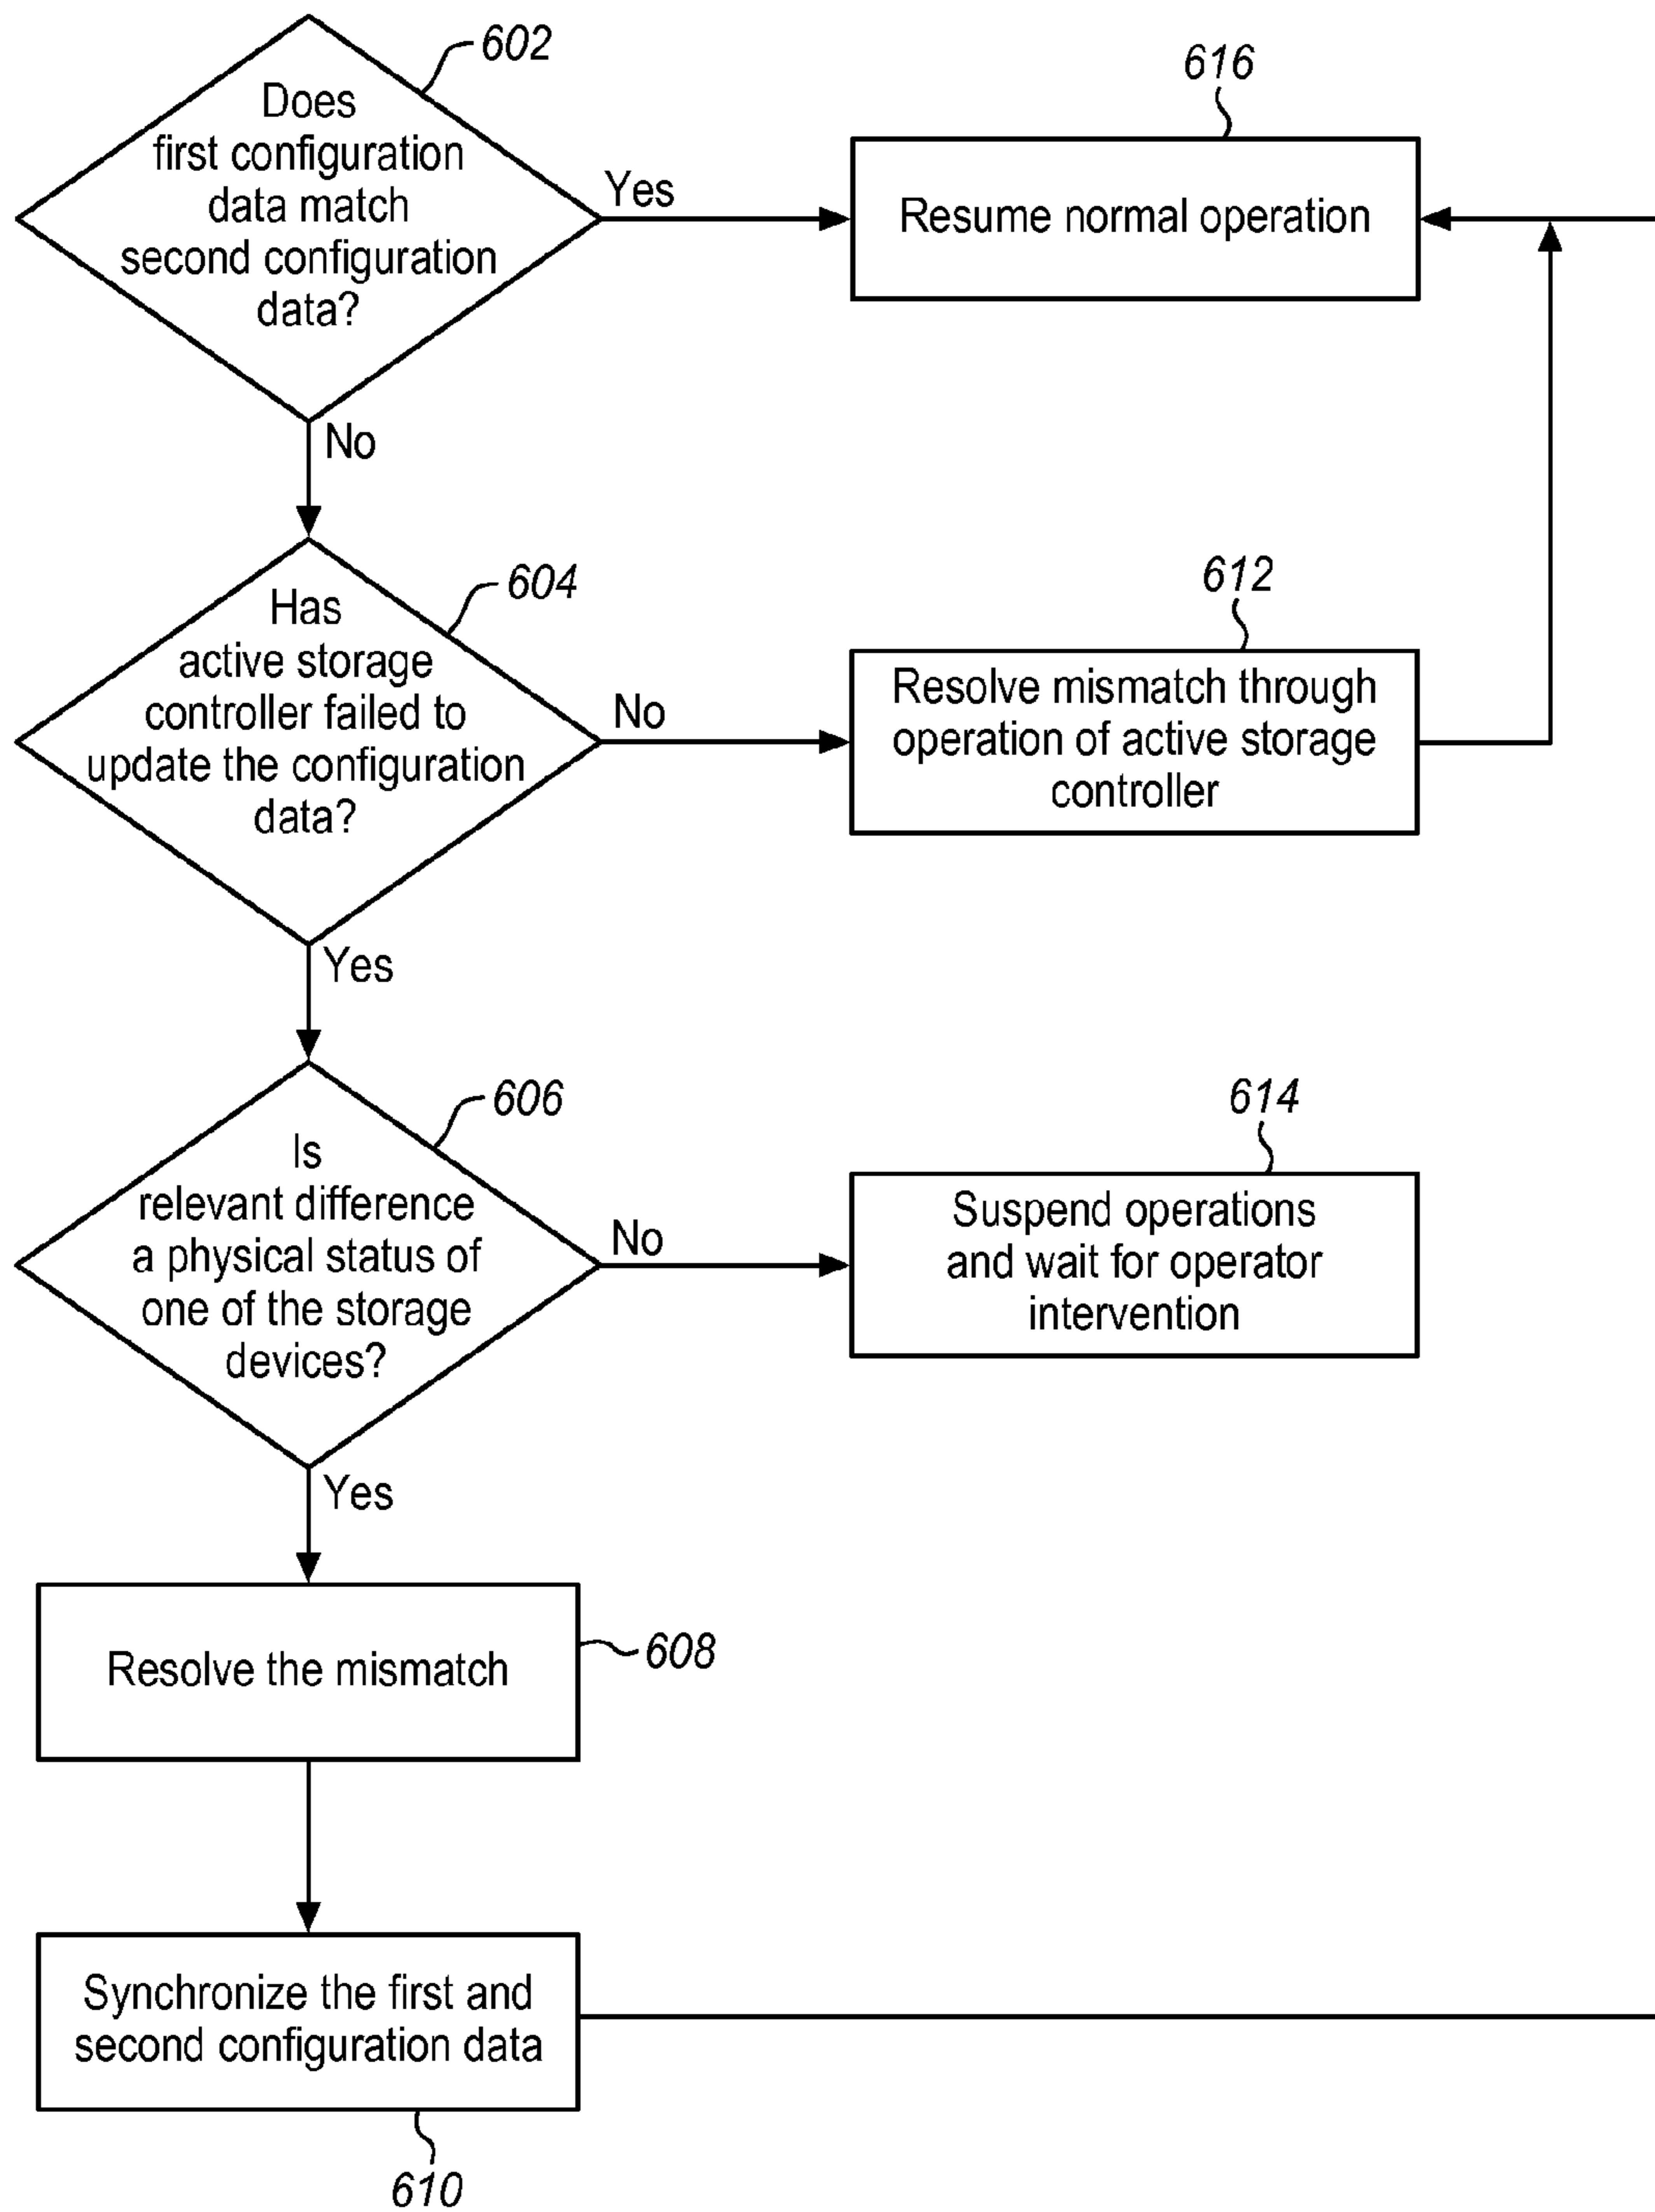 602
Does
first configuration
data match
second configuration
data?
Yes
616
Resume normal operation
No
604
Has
active storage
controller failed to
update the configuration
data?
No
612
Resolve mismatch through
operation of active storage
controller
Yes
606
Is
relevant difference
a physical status of
one of the storage
devices?
No
614
Suspend operations
and wait for operator
intervention
Yes
Resolve the mismatch
608
Synchronize the first and
second configuration data
610